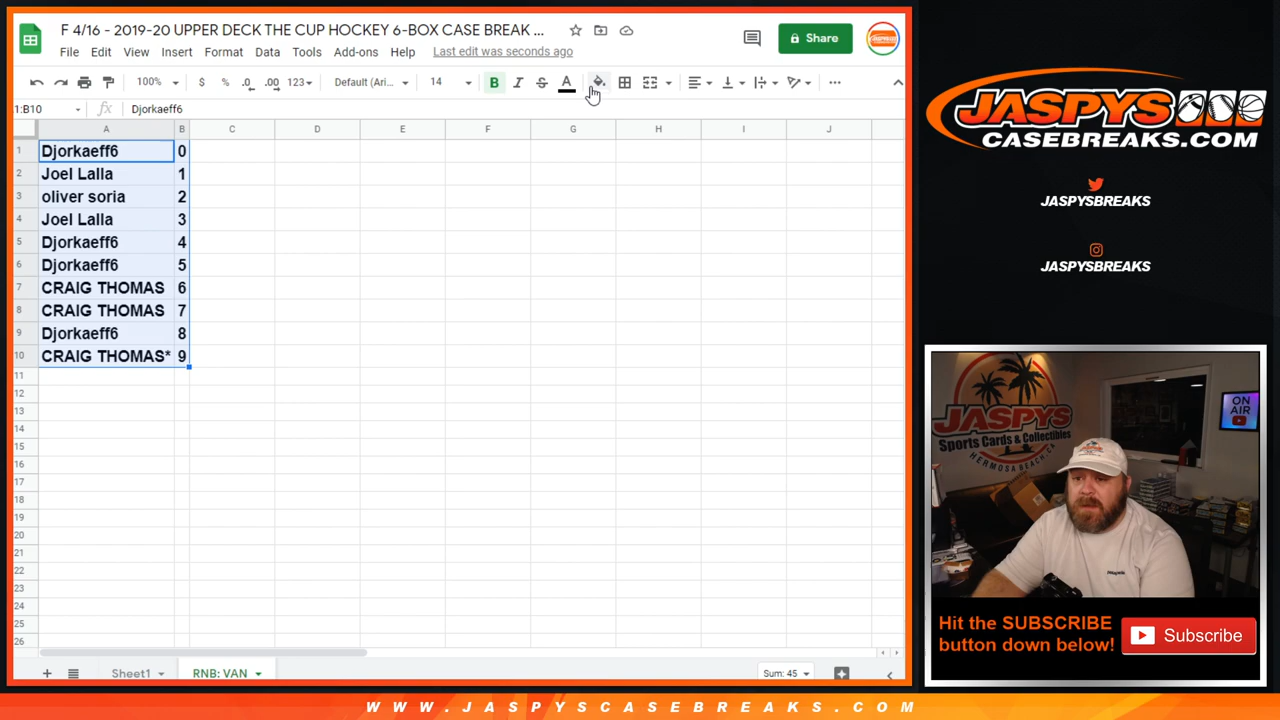 F 4/16 - 2019-20 UPPER DECK THE CUP HOCKEY 6-BOX CASE BREAK ...
File Edit View Insert Format Data Tools Add-ons Help Last edit was seconds ago
Share
100% $ % .0 .00 123 Default (Ari... 14 B I S A
1:B10 fx Djorkaeff6
A B C D E F G H I J
1 Djorkaeff6 0
2 Joel Lalla 1
3 oliver soria 2
4 Joel Lalla 3
5 Djorkaeff6 4
6 Djorkaeff6 5
7 CRAIG THOMAS 6
8 CRAIG THOMAS 7
9 Djorkaeff6 8
10 CRAIG THOMAS* 9
11
12
13
14
15
16
17
18
19
20
21
22
23
24
25
26
Sheet1 RNB: VAN Sum: 45
JASPYS
CASEBREAKS.COM
JASPYSBREAKS
JASPYSBREAKS
JASPYS
Sports Cards & Collectibles
HERMOSA BEACH, CA
ON
AIR
Hit the SUBSCRIBE
button down below!
Subscribe
WWW.JASPYSCASEBREAKS.COM